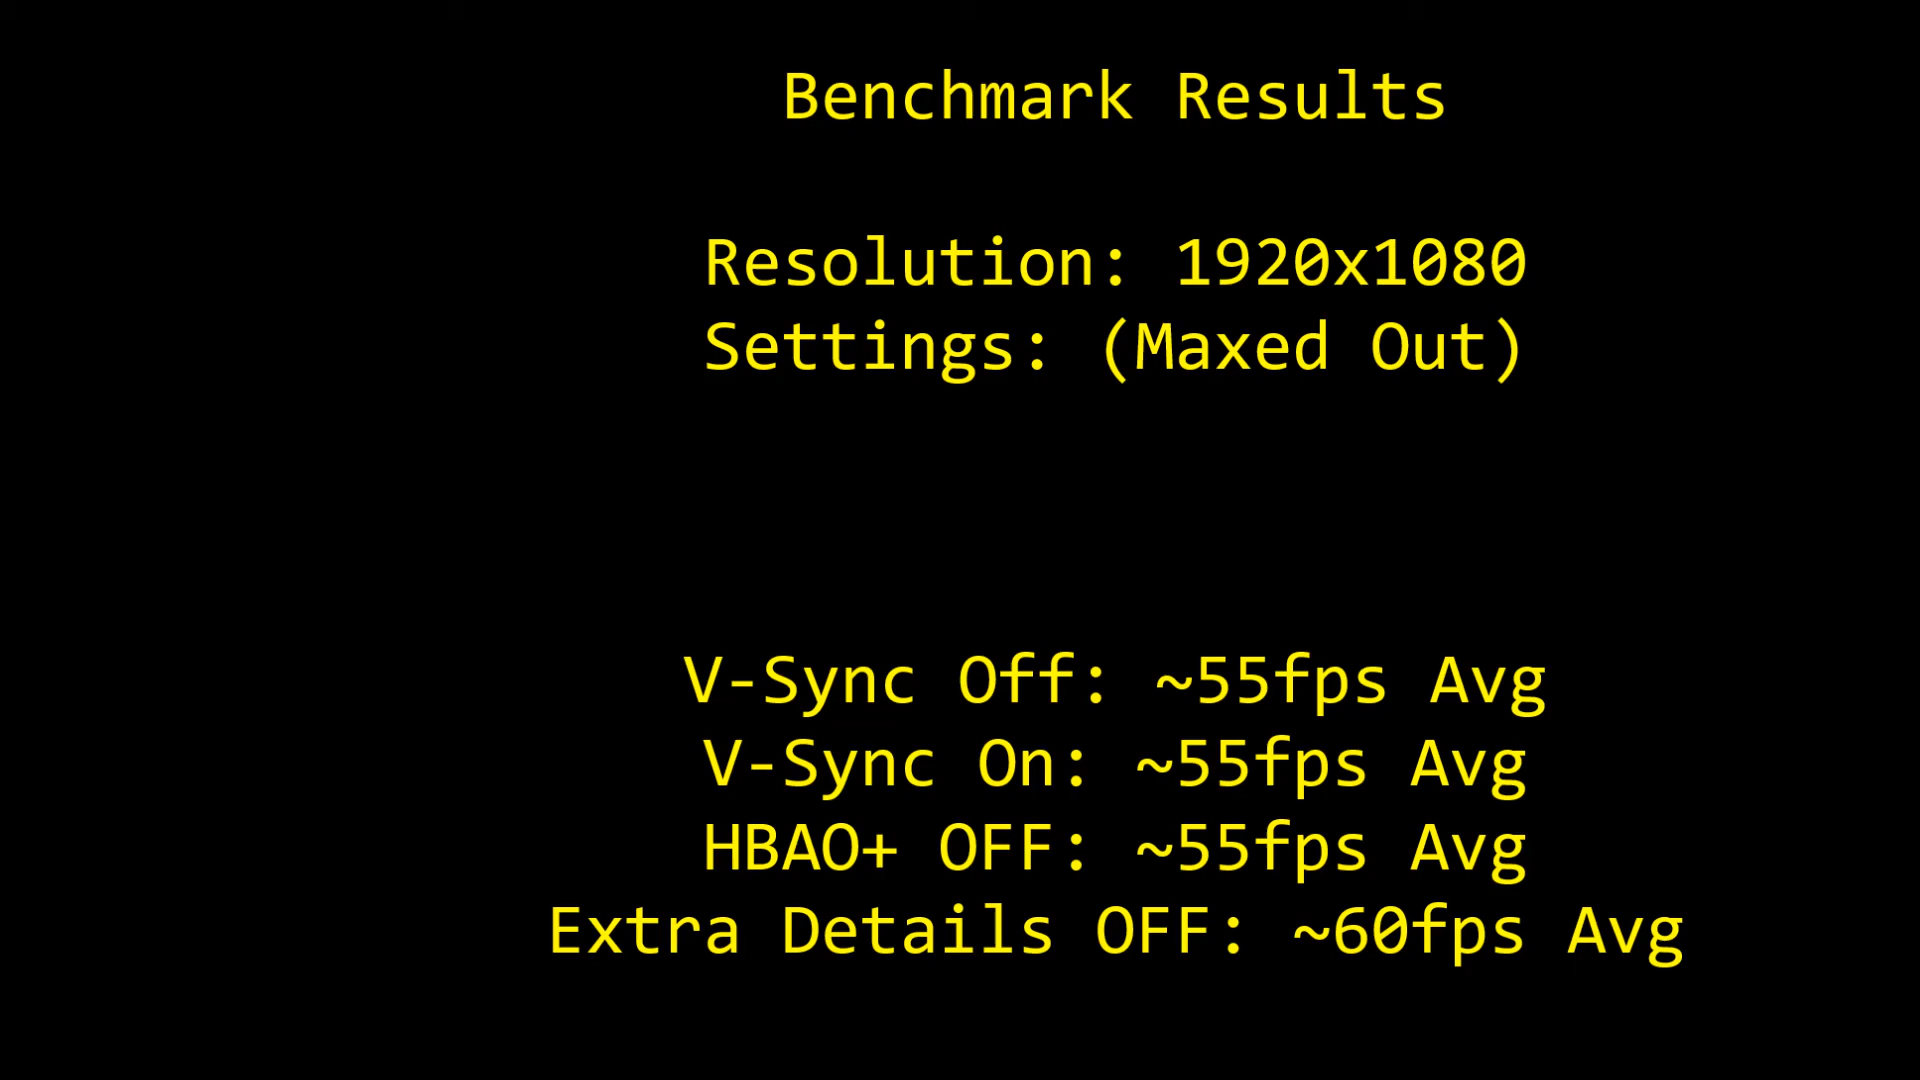 Benchmark Results
Resolution: 1920x1080
Settings: (Maxed Out)
V-Sync Off: ~55fps Avg
V-Sync On: ~55fps Avg
HBAO+ OFF: ~55fps Avg
Extra Details OFF: ~60fps Avg